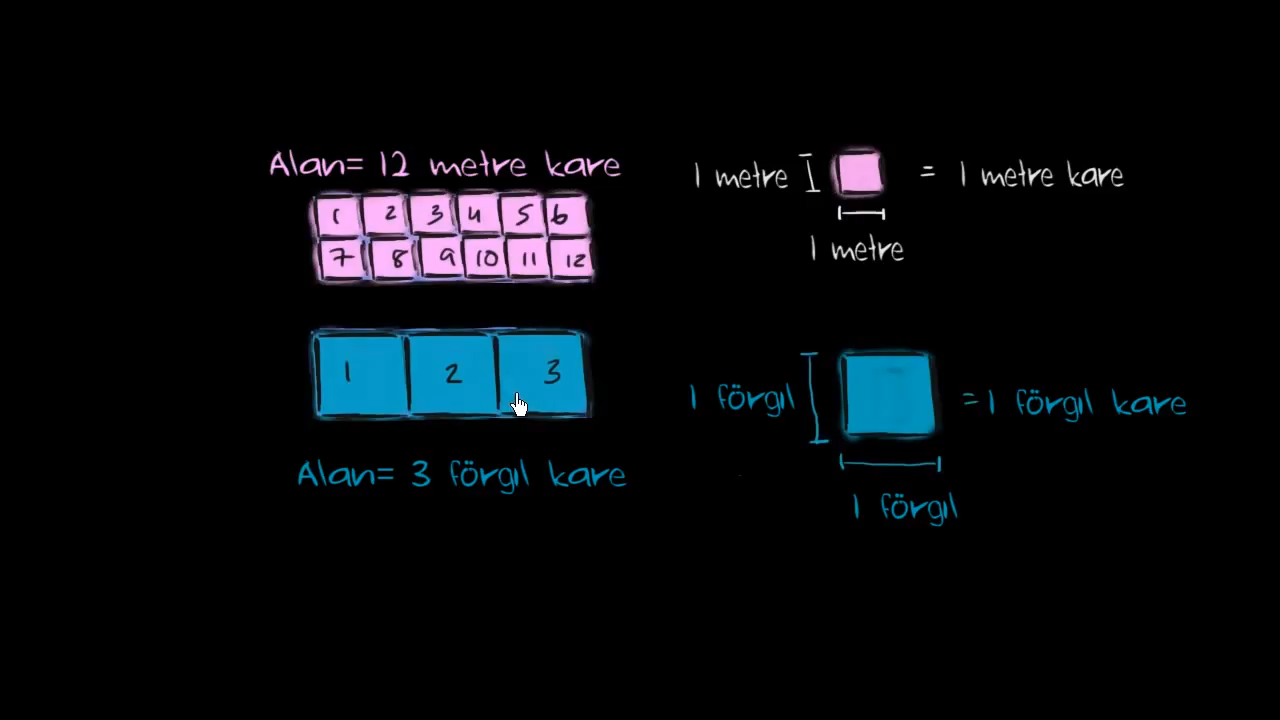 Alan= 12 metre kare
1 2 3 4 5 6
7 8 9 10 11 12
1 2 3
Alan= 3 förgıl kare
1 metre = 1 metre kare
1 metre
1 förgıl = 1 förgıl kare
1 förgıl